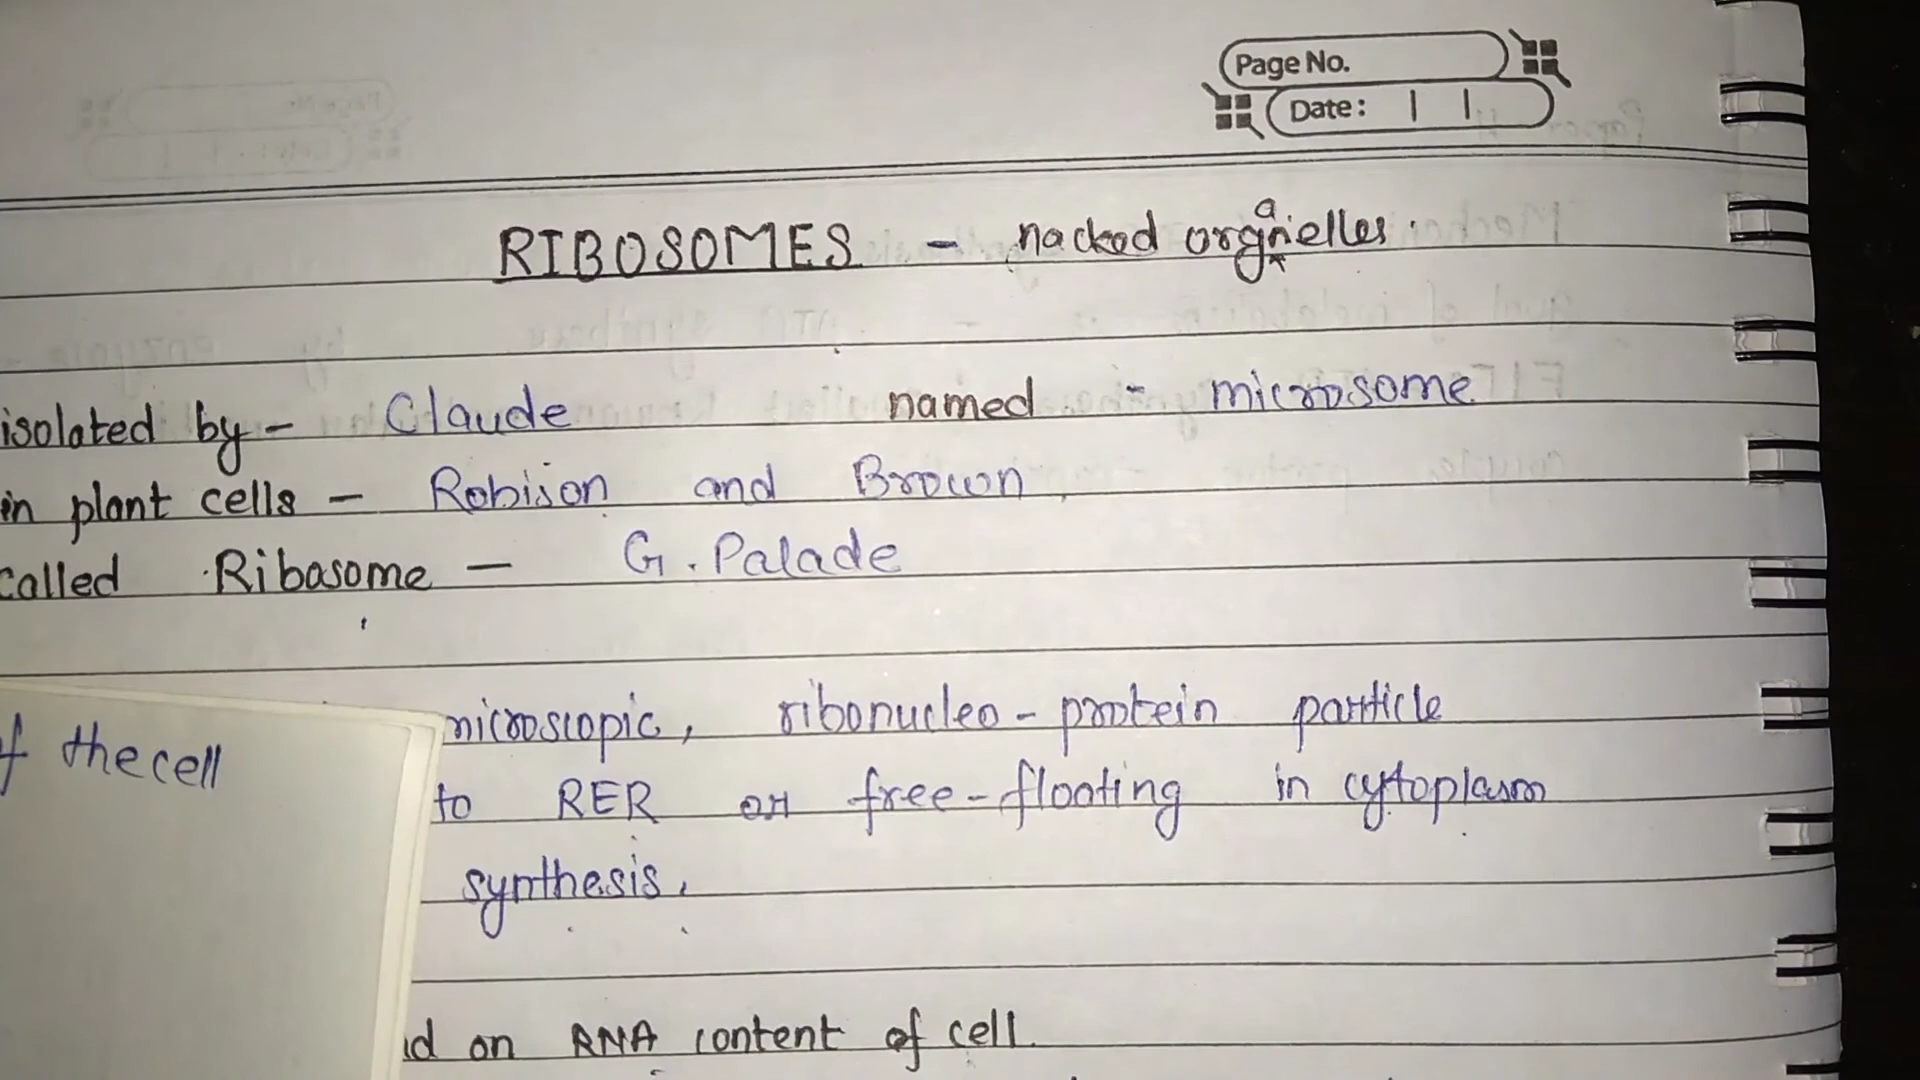 Page No.
Date:
RIBOSOMES - nacked organelles.
isolated by - Claude named - microsome
in plant cells - Robison and Brown
called Ribosome - G. Palade
microscopic, ribonucleo-protein particle
f the cell
to RER or free-floating in cytoplasm
synthesis.
on RNA content of cell.